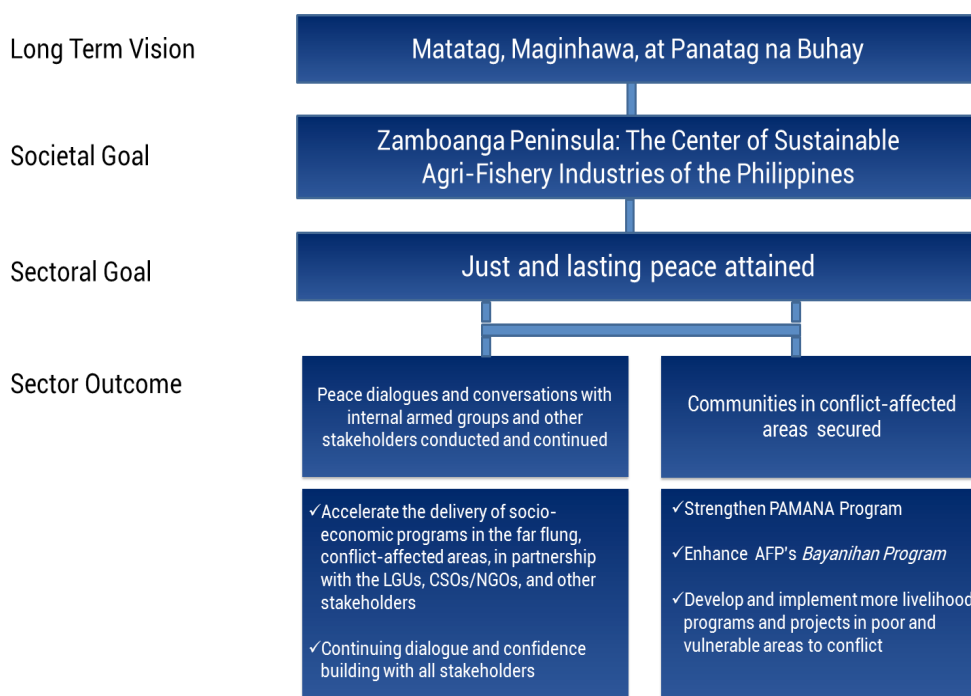 Long Term Vision
Matatag, Maginhawa, at Panatag na Buhay
Societal Goal
Zamboanga Peninsula: The Center of Sustainable
Agri-Fishery Industries of the Philippines
Sectoral Goal
Just and lasting peace attained
Sector Outcome
Peace dialogues and conversations with
internal armed groups and other
stakeholders conducted and continued
Communities in conflict-affected
areas secured
✓Accelerate the delivery of socio-
economic programs in the far flung,
conflict-affected areas, in partnership
with the LGUs, CSOs/NGOs, and other
stakeholders
✓Continuing dialogue and confidence
building with all stakeholders
✓Strengthen PAMANA Program
✓Enhance AFP's Bayanihan Program
✓Develop and implement more livelihood
programs and projects in poor and
vulnerable areas to conflict